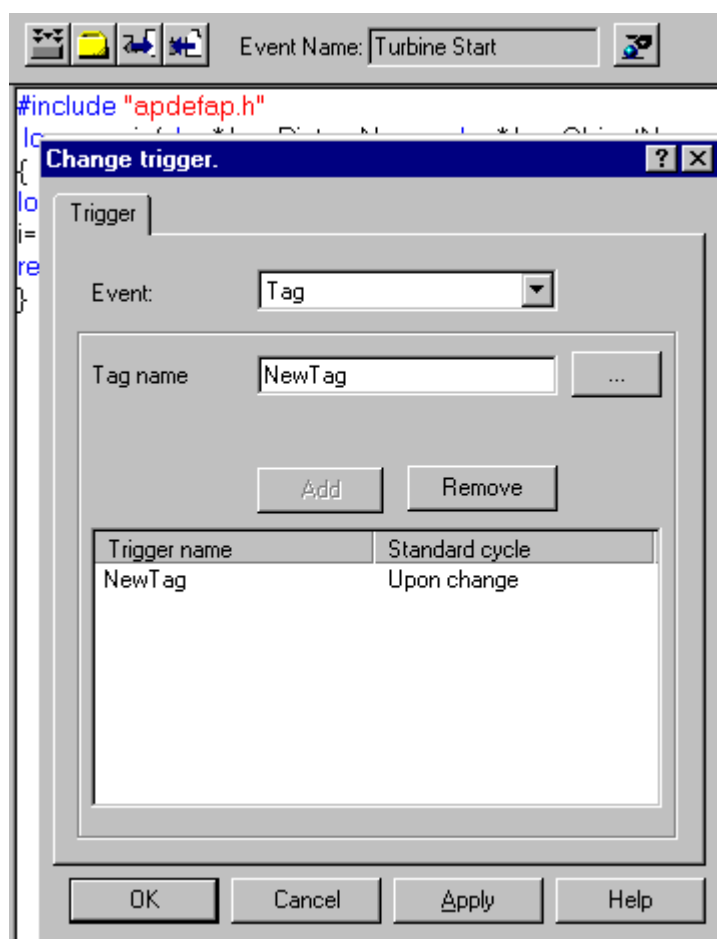 Event Name: Turbine Start
#include "apdefap.h"
{
lo
i=
re
}
Change trigger.
Trigger
Event: Tag
Tag name NewTag ...
Add Remove
Trigger name Standard cycle
NewTag Upon change
OK Cancel Apply Help